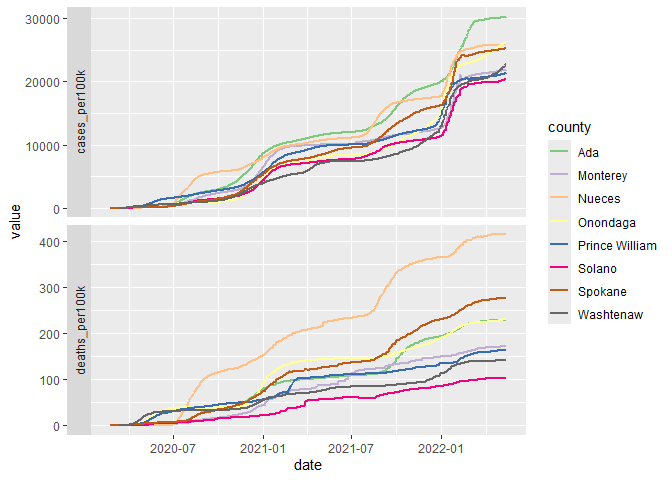 30000
20000
10000
0
cases_per100k
400
300
200
100
0
deaths_per100k
value
2020-07
2021-01
2021-07
2022-01
date
county
Ada
Monterey
Nueces
Onondaga
Prince William
Solano
Spokane
Washtenaw